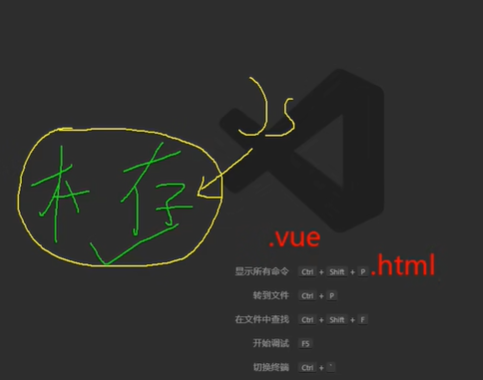 js
内存
.vue
.html
显示所有命令 Ctrl + Shift + P
转到文件 Ctrl + P
在文件中查找 Ctrl + Shift + F
开始调试 F5
切换终端 Ctrl + `